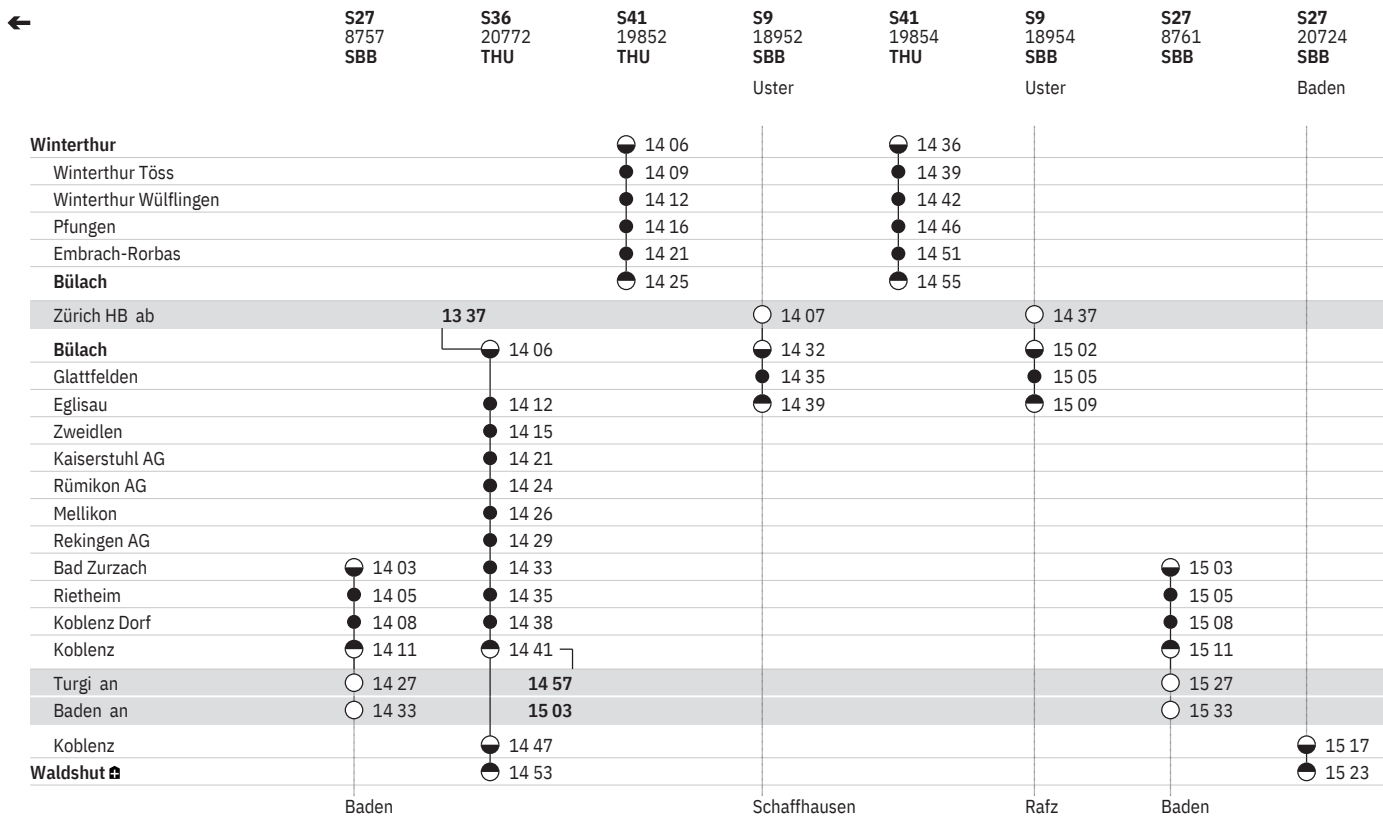 S27 S36 S41 S9 S41 S9 S27 S27
8757 20772 19852 18952 19854 18954 8761 20724
SBB THU THU SBB THU SBB SBB SBB
Uster Uster Baden
Winterthur 14 06 14 36
Winterthur Töss 14 09 14 39
Winterthur Wülflingen 14 12 14 42
Pfungen 14 16 14 46
Embrach-Rorbas 14 21 14 51
Bülach 14 25 14 55
Zürich HB ab 13 37 14 07 14 37
Bülach 14 06 14 32 15 02
Glattfelden 14 35 15 05
Eglisau 14 12 14 39 15 09
Zweidlen 14 15
Kaiserstuhl AG 14 21
Rümikon AG 14 24
Mellikon 14 26
Rekingen AG 14 29
Bad Zurzach 14 03 14 33 15 03
Rietheim 14 05 14 35 15 05
Koblenz Dorf 14 08 14 38 15 08
Koblenz 14 11 14 41 15 11
Turgi an 14 27 14 57 15 27
Baden an 14 33 15 03 15 33
Koblenz 14 47 15 17
Waldshut 14 53 15 23
Baden Schaffhausen Rafz Baden